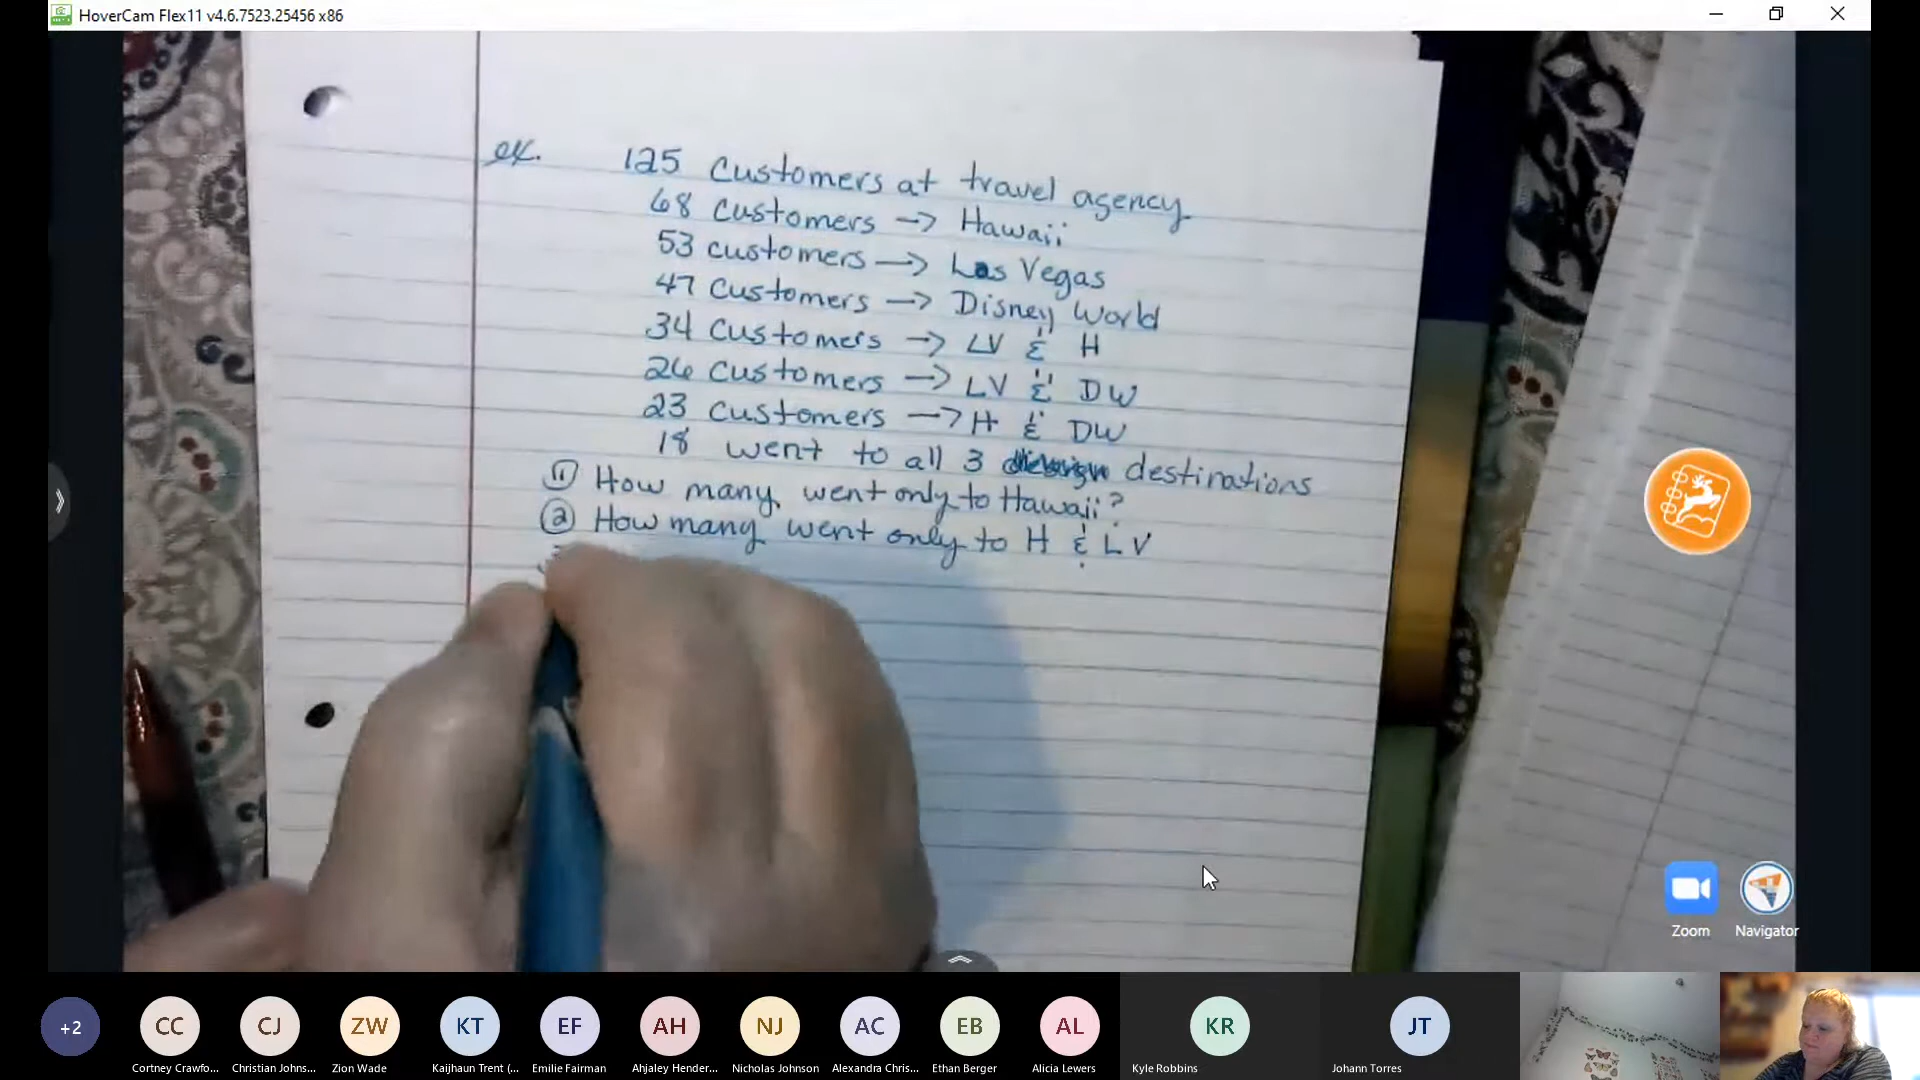 HoverCam Flex11 v4.6.7523.25456 x86
ex. 125 customers at travel agency
68 customers → Hawaii
53 customers → Las Vegas
47 customers → Disney World
34 customers → LV & H
26 customers → LV & DW
23 customers → H & DW
18 went to all 3 destinations
① How many went only to Hawaii?
② How many went only to H & LV
Zoom
Navigator
+2
CC
CJ
ZW
KT
EF
AH
NJ
AC
EB
AL
KR
JT
Cortney Crawfo...
Christian Johns...
Zion Wade
Kaijhaun Trent (...
Emilie Fairman
Ahjaley Hender...
Nicholas Johnson
Alexandra Chris...
Ethan Berger
Alicia Lewers
Kyle Robbins
Johann Torres